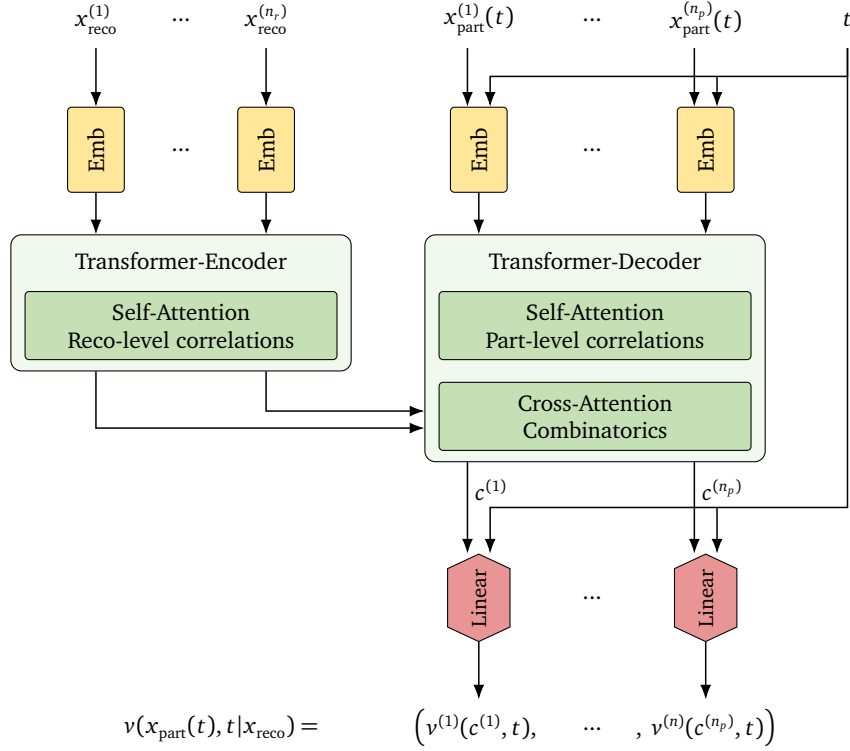 x_reco^(1) ... x_reco^(n_r) x_part^(1)(t) ... x_part^(n_p)(t) t
Emb ... Emb Emb ... Emb
Transformer-Encoder Transformer-Decoder
Self-Attention
Reco-level correlations
Self-Attention
Part-level correlations
Cross-Attention
Combinatorics
c^(1) c^(n_p)
Linear ... Linear
v(x_part(t), t|x_reco) = (v^(1)(c^(1), t), ... , v^(n)(c^(n_p), t))